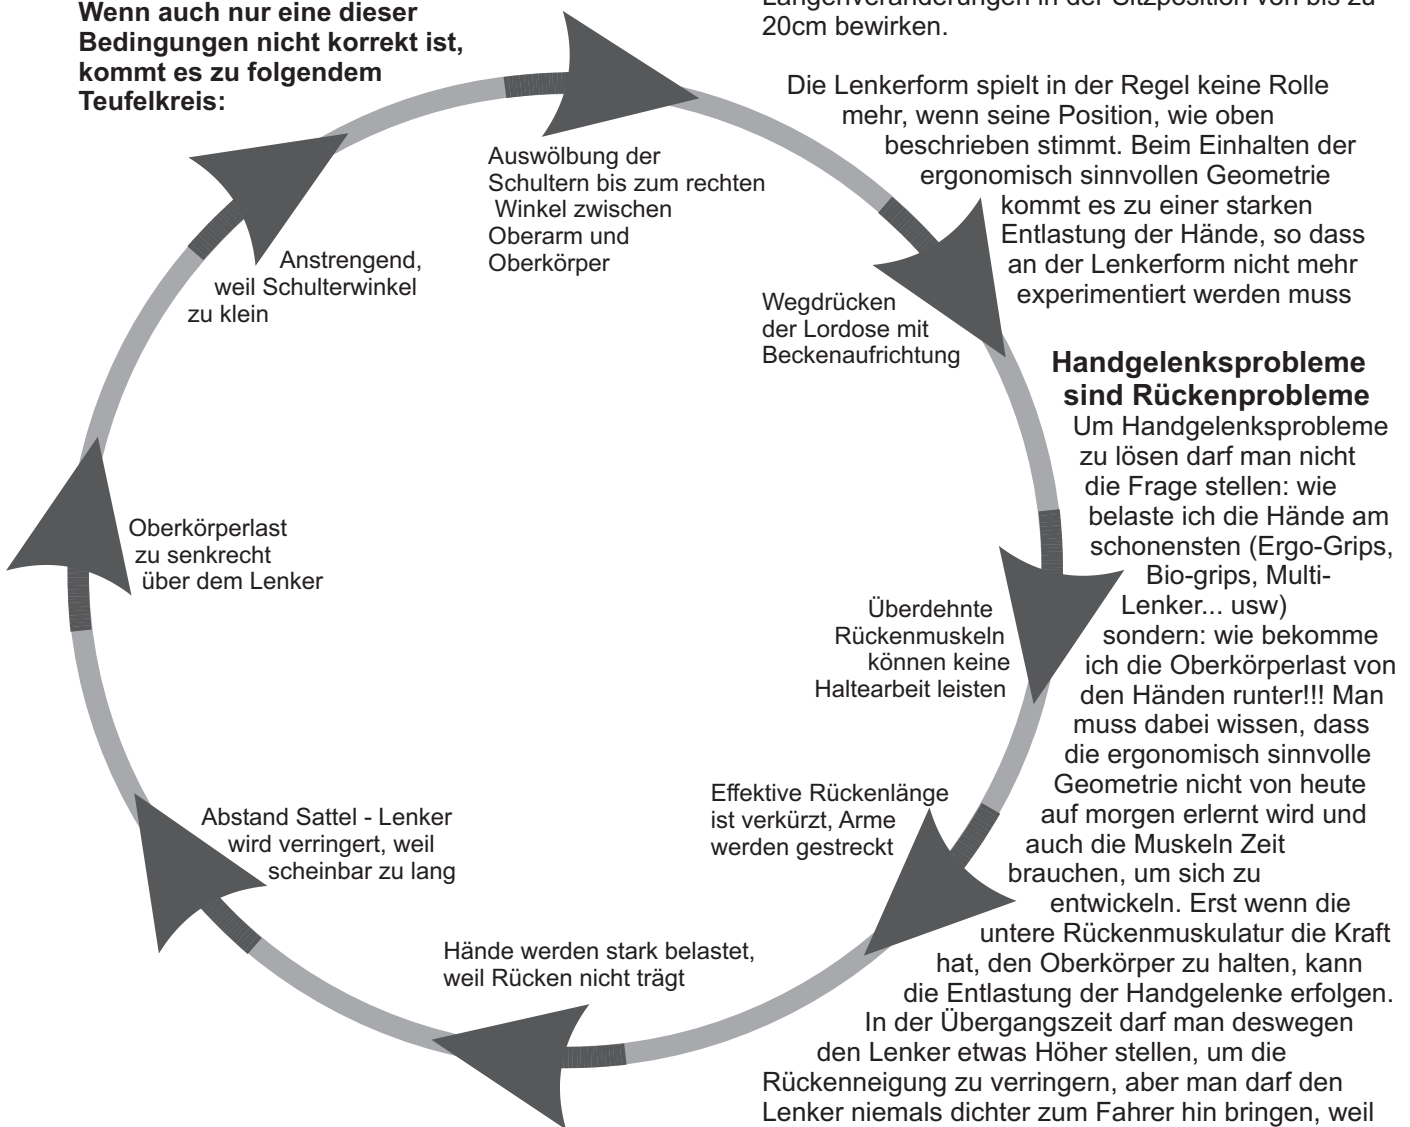 Wenn auch nur eine dieser
Bedingungen nicht korrekt ist,
kommt es zu folgendem
Teufelkreis:
Auswölbung der
Schultern bis zum rechten
Winkel zwischen
Oberarm und
Oberkörper
Wegdrücken
der Lordose mit
Beckenaufrichtung
Überdehnte
Rückenmuskeln
können keine
Haltearbeit leisten
Effektive Rückenlänge
ist verkürzt, Arme
werden gestreckt
Hände werden stark belastet,
weil Rücken nicht trägt
Abstand Sattel - Lenker
wird verringert, weil
scheinbar zu lang
Oberkörperlast
zu senkrecht
über dem Lenker
Anstrengend,
weil Schulterwinkel
zu klein
Längenveränderungen in der Sitzposition von bis zu
20cm bewirken.
Die Lenkerform spielt in der Regel keine Rolle
mehr, wenn seine Position, wie oben
beschrieben stimmt. Beim Einhalten der
ergonomisch sinnvollen Geometrie
kommt es zu einer starken
Entlastung der Hände, so dass
an der Lenkerform nicht mehr
experimentiert werden muss
Handgelenksprobleme
sind Rückenprobleme
Um Handgelenksprobleme
zu lösen darf man nicht
die Frage stellen: wie
belaste ich die Hände am
schonensten (Ergo-Grips,
Bio-grips, Multi-
Lenker... usw)
sondern: wie bekomme
ich die Oberkörperlast von
den Händen runter!!! Man
muss dabei wissen, dass
die ergonomisch sinnvolle
Geometrie nicht von heute
auf morgen erlernt wird und
auch die Muskeln Zeit
brauchen, um sich zu
entwickeln. Erst wenn die
untere Rückenmuskulatur die Kraft
hat, den Oberkörper zu halten, kann
die Entlastung der Handgelenke erfolgen.
In der Übergangszeit darf man deswegen
den Lenker etwas Höher stellen, um die
Rückenneigung zu verringern, aber man darf den
Lenker niemals dichter zum Fahrer hin bringen, weil